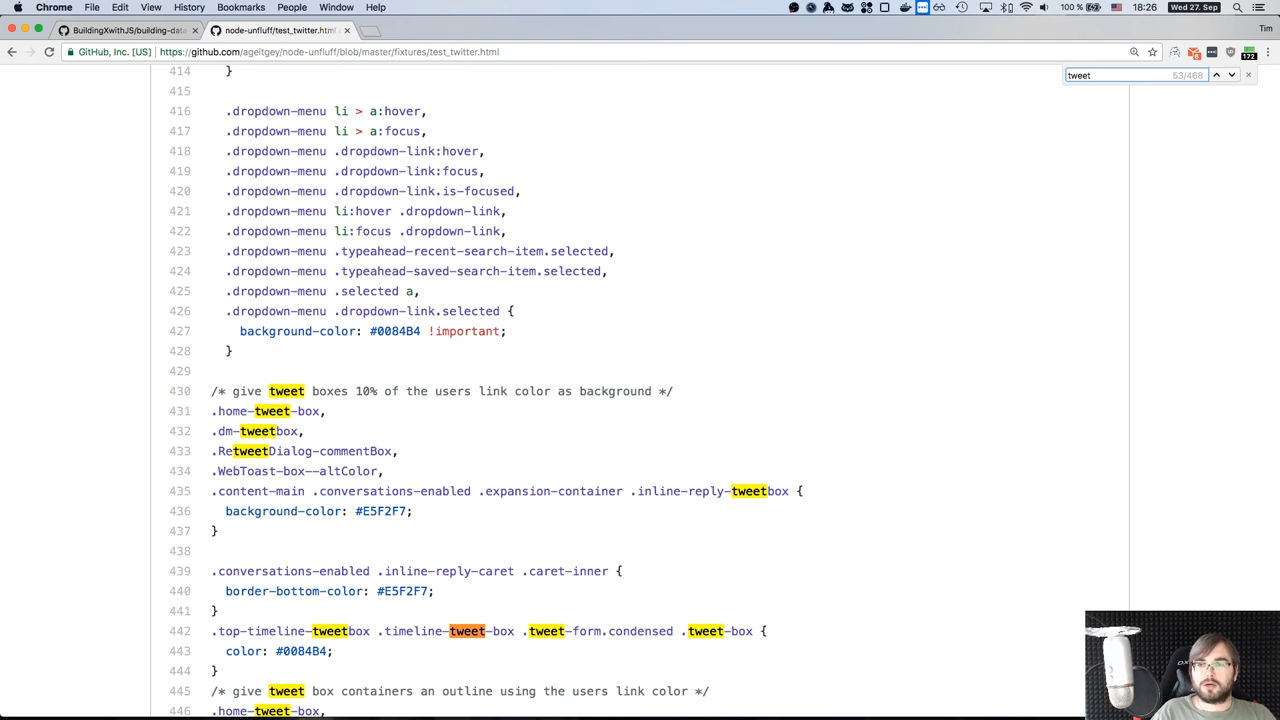 Chrome File Edit View History Bookmarks People Window Help 100 % 18:26 Wed 27. Sep
BuildingXwithJS/building-data × node-unfluff/test_twitter.html × Tim
GitHub, Inc. [US] https://github.com/ageitgey/node-unfluff/blob/master/fixtures/test_twitter.html 172
tweet 53/468
414 }
415
416 .dropdown-menu li > a:hover,
417 .dropdown-menu li > a:focus,
418 .dropdown-menu .dropdown-link:hover,
419 .dropdown-menu .dropdown-link:focus,
420 .dropdown-menu .dropdown-link.is-focused,
421 .dropdown-menu li:hover .dropdown-link,
422 .dropdown-menu li:focus .dropdown-link,
423 .dropdown-menu .typeahead-recent-search-item.selected,
424 .dropdown-menu .typeahead-saved-search-item.selected,
425 .dropdown-menu .selected a,
426 .dropdown-menu .dropdown-link.selected {
427 background-color: #0084B4 !important;
428 }
429
430 /* give tweet boxes 10% of the users link color as background */
431 .home-tweet-box,
432 .dm-tweetbox,
433 .RetweetDialog-commentBox,
434 .WebToast-box--altColor,
435 .content-main .conversations-enabled .expansion-container .inline-reply-tweetbox {
436 background-color: #E5F2F7;
437 }
438
439 .conversations-enabled .inline-reply-caret .caret-inner {
440 border-bottom-color: #E5F2F7;
441 }
442 .top-timeline-tweetbox .timeline-tweet-box .tweet-form.condensed .tweet-box {
443 color: #0084B4;
444 }
445 /* give tweet box containers an outline using the users link color */
446 .home-tweet-box,